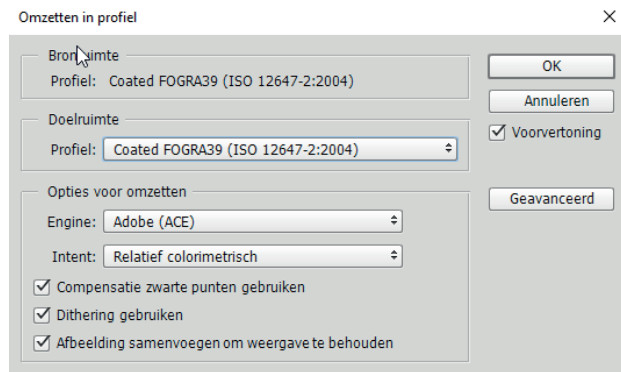 Omzetten in profiel
Bronruimte
Profiel: Coated FOGRA39 (ISO 12647-2:2004)
OK
Annuleren
Voorvertoning
Doelruimte
Profiel: Coated FOGRA39 (ISO 12647-2:2004)
Geavanceerd
Opties voor omzetten
Engine: Adobe (ACE)
Intent: Relatief colorimetrisch
Compensatie zwarte punten gebruiken
Dithering gebruiken
Afbeelding samenvoegen om weergave te behouden